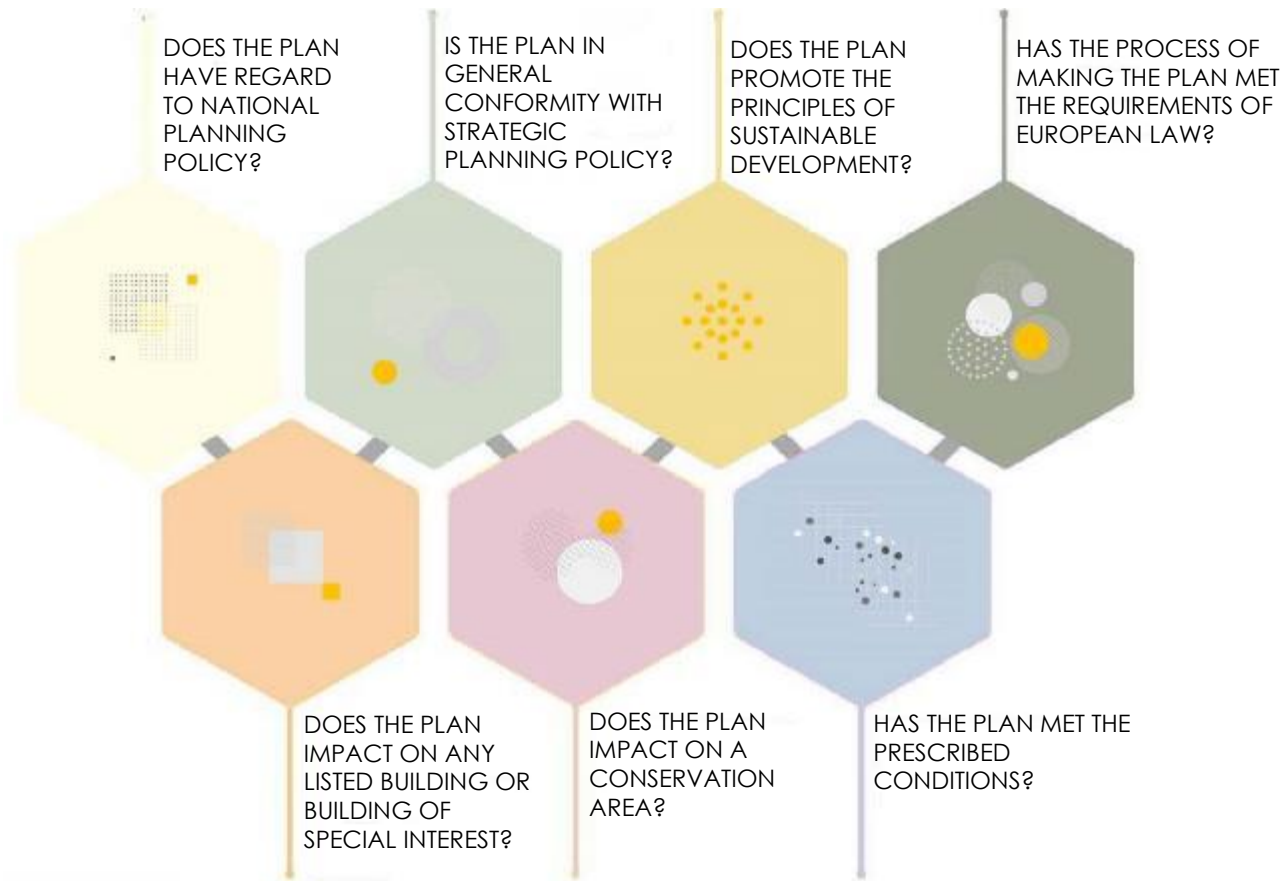 DOES THE PLAN
HAVE REGARD
TO NATIONAL
PLANNING
POLICY?
IS THE PLAN IN
GENERAL
CONFORMITY WITH
STRATEGIC
PLANNING POLICY?
DOES THE PLAN
PROMOTE THE
PRINCIPLES OF
SUSTAINABLE
DEVELOPMENT?
HAS THE PROCESS OF
MAKING THE PLAN MET
THE REQUIREMENTS OF
EUROPEAN LAW?
DOES THE PLAN
IMPACT ON ANY
LISTED BUILDING OR
BUILDING OF
SPECIAL INTEREST?
DOES THE PLAN
IMPACT ON A
CONSERVATION
AREA?
HAS THE PLAN MET THE
PRESCRIBED
CONDITIONS?